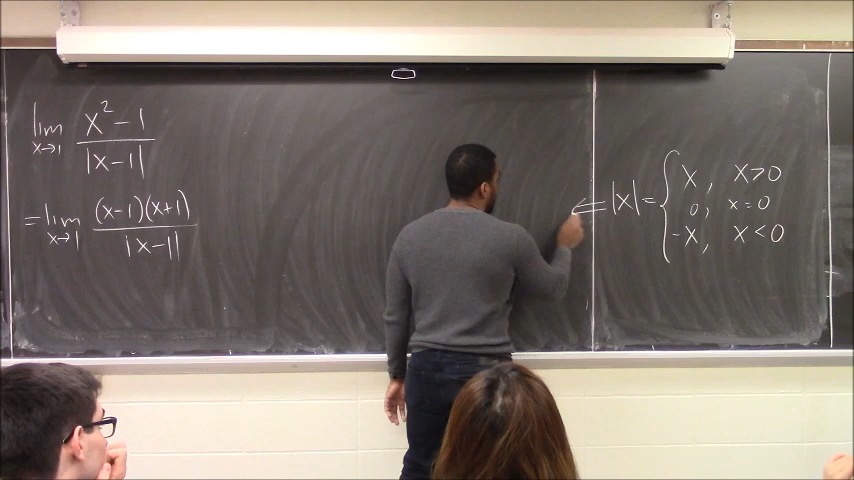 lim x→1 x² - 1 / |x-1|
= lim x→1 (x-1)(x+1) / |x-1|
⇐ |x| = { x, x>0
0, x=0
-x, x<0